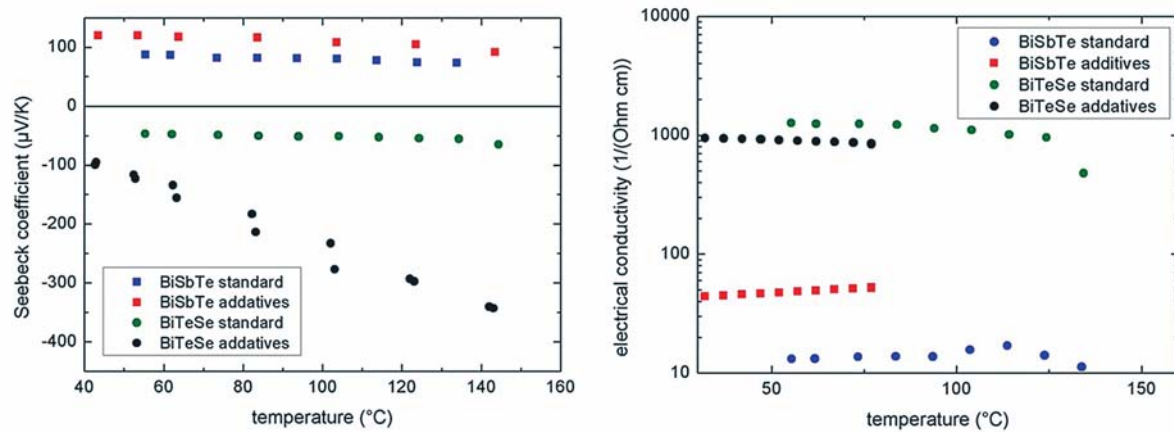 Seebeck coefficient (µV/K)
100
0
-100
-200
-300
-400
BiSbTe standard
BiSbTe addatives
BiTeSe standard
BiTeSe addatives
40 60 80 100 120 140 160
temperature (°C)
electrical conductivity (1/(Ohm cm))
10000
1000
100
10
BiSbTe standard
BiSbTe additives
BiTeSe standard
BiTeSe addatives
50 100 150
temperature (°C)